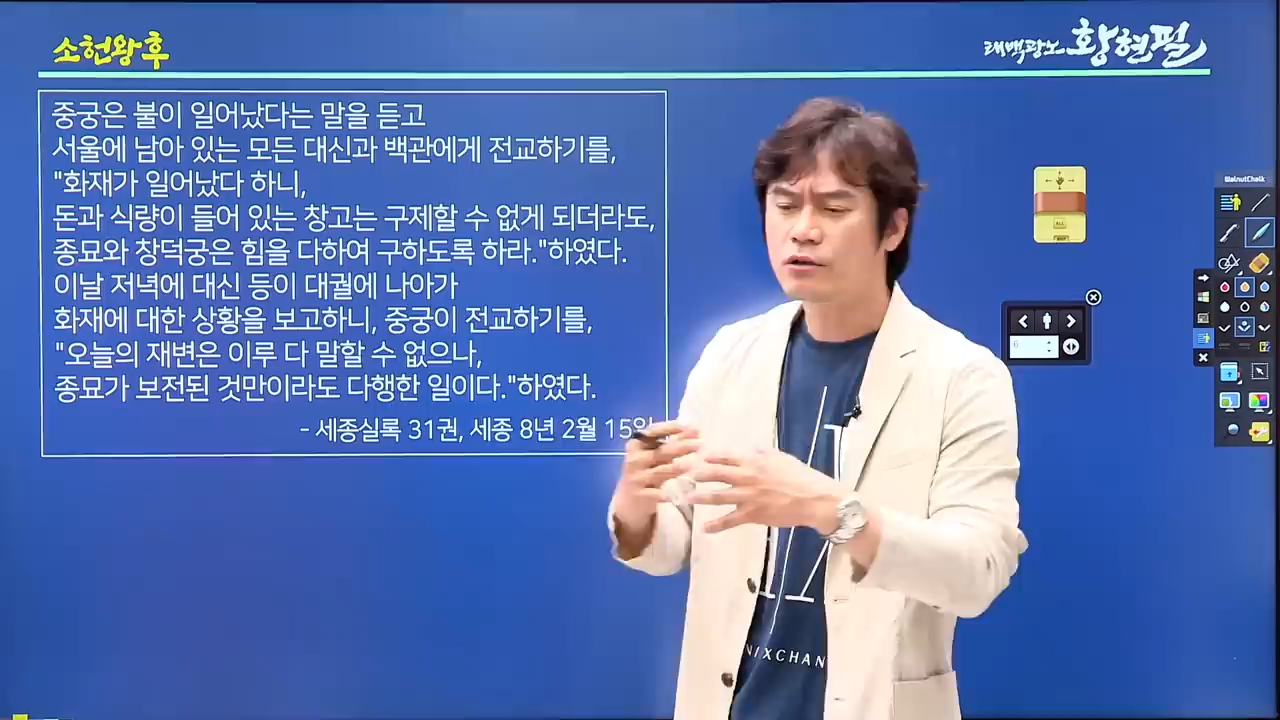 소헌왕후
태백광노 황현필
중궁은 불이 일어났다는 말을 듣고
서울에 남아 있는 모든 대신과 백관에게 전교하기를,
"화재가 일어났다 하니,
돈과 식량이 들어 있는 창고는 구제할 수 없게 되더라도,
종묘와 창덕궁은 힘을 다하여 구하도록 하라."하였다.
이날 저녁에 대신 등이 대궐에 나아가
화재에 대한 상황을 보고하니, 중궁이 전교하기를,
"오늘의 재변은 이루 다 말할 수 없으나,
종묘가 보전된 것만이라도 다행한 일이다."하였다.
- 세종실록 31권, 세종 8년 2월 15일
WalnutChalk
ALL
6
NIXCHAN